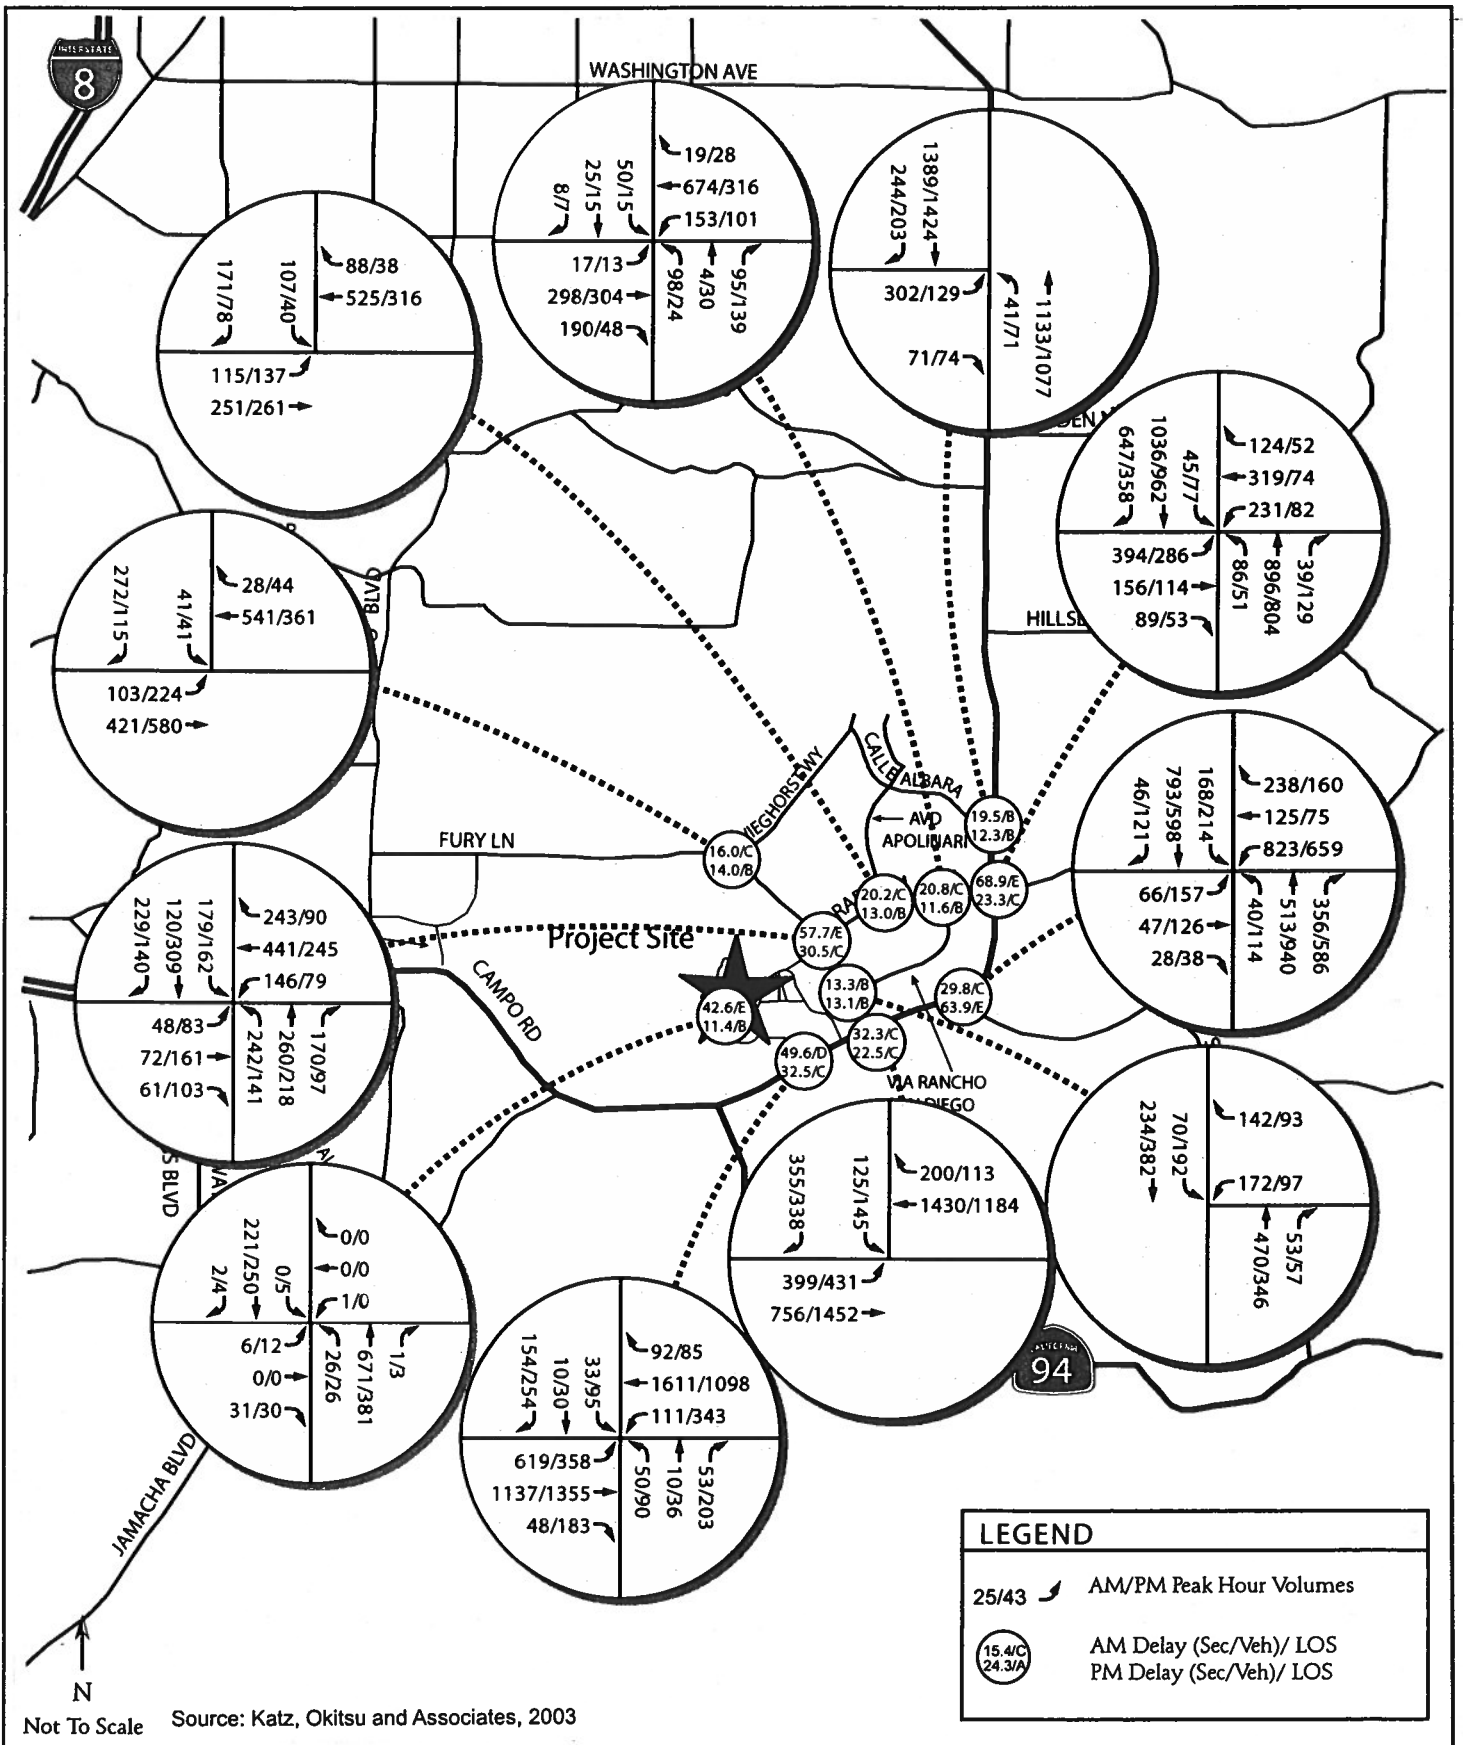 INTERSTATE
8
WASHINGTON AVE
8/7
25/15
50/15
19/28
674/316
153/101
17/13
298/304
190/48
98/24
4/30
95/139
244/203
1389/1424
302/129
71/74
41/71
1133/1077
171/78
107/40
88/38
525/316
115/137
251/261
647/358
1036/962
45/77
124/52
319/74
231/82
394/286
156/114
89/53
86/51
896/804
39/129
272/115
41/41
28/44
541/361
103/224
421/580
BLVD
HILLS
46/121
793/598
168/214
238/160
125/75
823/659
66/157
47/126
28/38
40/114
513/940
356/586
CALLE ALBARA
AVD
APOLINARI
FURY LN
19.5/B
12.3/B
16.0/C
14.0/B
20.2/C
13.0/B
20.8/C
11.6/B
68.9/E
23.3/C
57.7/E
30.5/C
Project Site
13.3/B
13.1/B
29.8/C
63.9/E
42.6/E
11.4/B
32.3/C
22.5/C
49.6/D
32.5/C
CAMPO RD
VIA RANCHO
DIEGO
229/140
120/309
179/162
243/90
441/245
146/79
48/83
72/161
61/103
242/141
260/218
170/97
S BLVD
234/382
70/192
142/93
172/97
470/346
53/57
355/338
125/145
200/113
1430/1184
399/431
756/1452
2/4
221/250
0/5
0/0
0/0
1/0
6/12
0/0
31/30
26/26
671/381
1/3
154/254
10/30
33/95
92/85
1611/1098
111/343
619/358
1137/1355
48/183
50/90
10/36
53/203
CALIFORNIA
94
JAMACHA BLVD
LEGEND
25/43 AM/PM Peak Hour Volumes
15.4/C
24.3/A
AM Delay (Sec/Veh)/ LOS
PM Delay (Sec/Veh)/ LOS
N
Not To Scale
Source: Katz, Okitsu and Associates, 2003